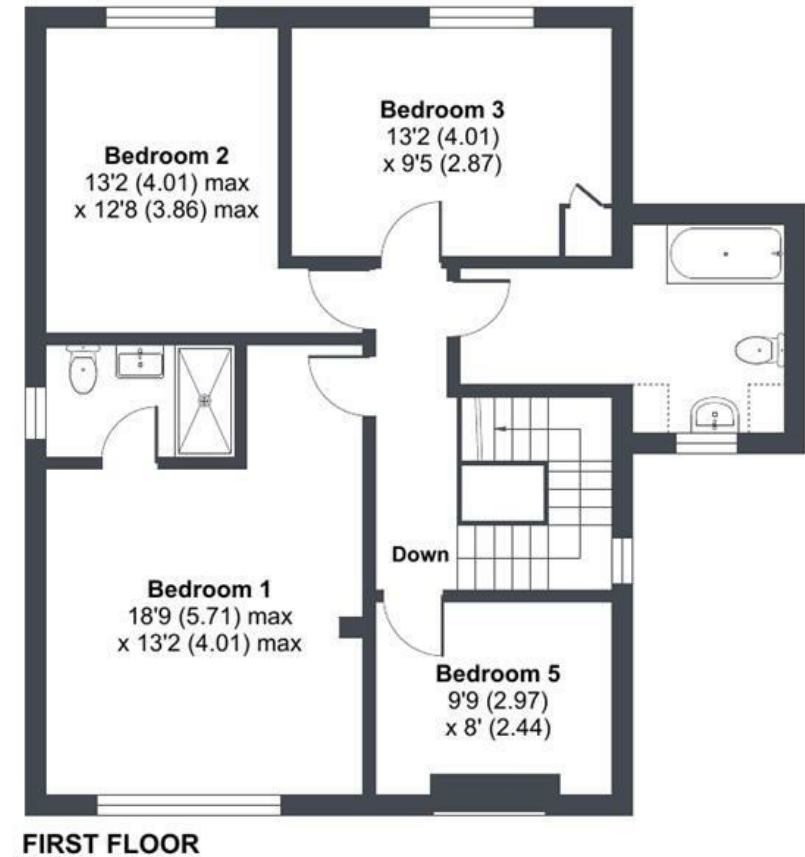 Bedroom 2
13'2 (4.01) max
x 12'8 (3.86) max
Bedroom 3
13'2 (4.01)
x 9'5 (2.87)
Down
Bedroom 1
18'9 (5.71) max
x 13'2 (4.01) max
Bedroom 5
9'9 (2.97)
x 8' (2.44)
FIRST FLOOR